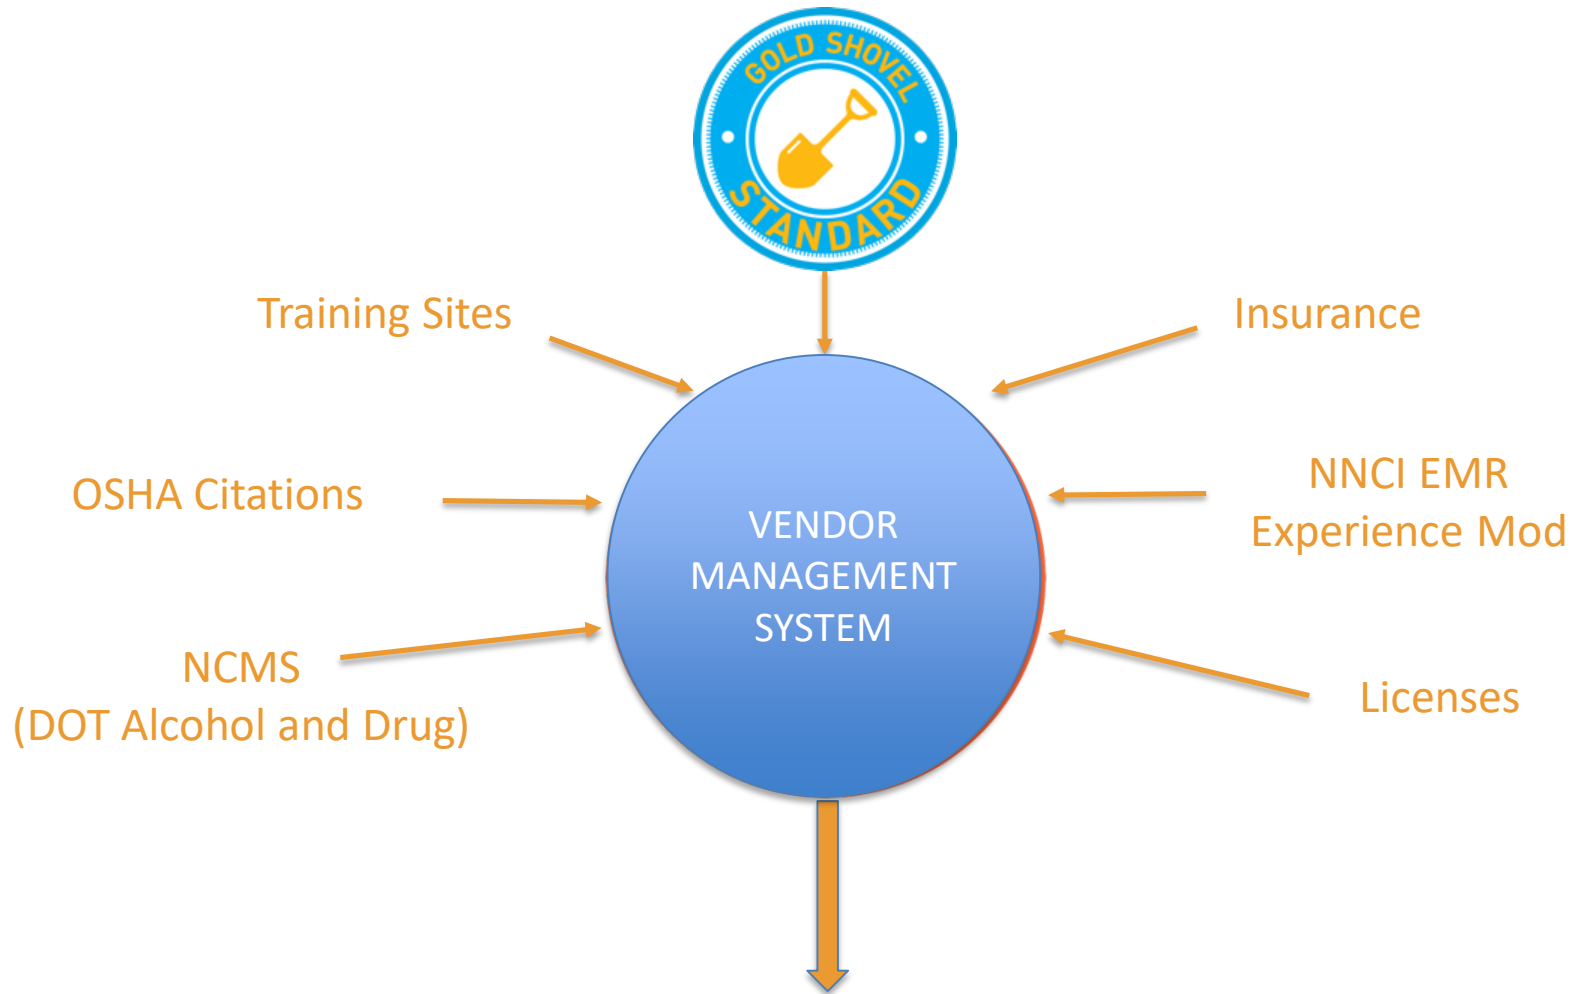 GOLD SHOVEL
STANDARD
Training Sites
Insurance
OSHA Citations
NNCI EMR
Experience Mod
VENDOR
MANAGEMENT
SYSTEM
NCMS
(DOT Alcohol and Drug)
Licenses